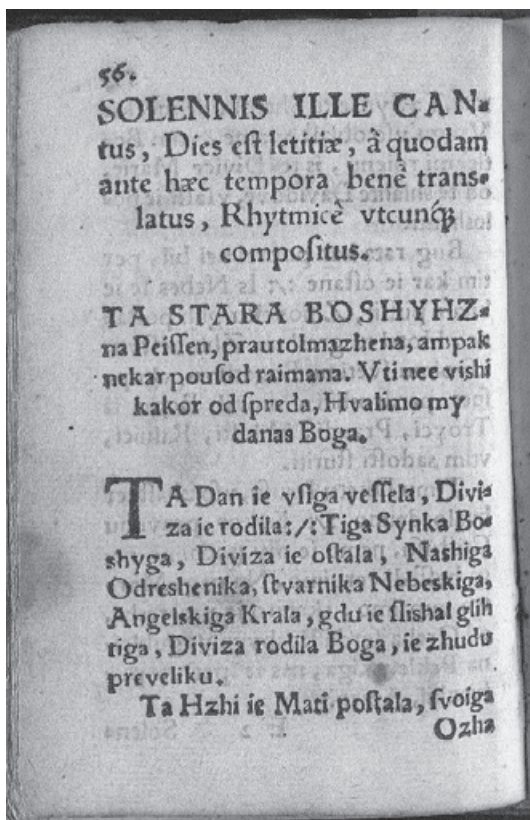 56.
SOLENNIS ILLE CAN-
tus, Dies eſt letitiæ, â quodam
ante hæc tempora benè trans-
latus, Rhytmicè vtcunq́;
compoſitus.
TA STARA BOSHYHZ-
na Peiſſen, prautolmazhena, ampak
nekar pouſod raimana. Vti nee vishi
kakòr od ſpreda, Hvalimo my
danas Boga.
TA Dan ie vſiga veſſela, Divi-
za ie rodila:/:Tiga Synka Bo-
shyga, Diviza ie oſtala, Nashiga
Odreshenika, ſtvarnika Nebeskiga,
Angelskiga Krala, gdu ie ſlishal glih
tiga, Diviza rodila Boga, ie zhudu
preveliku.
Ta Hzhi ie Mati poſtala, ſvoiga
Ozha